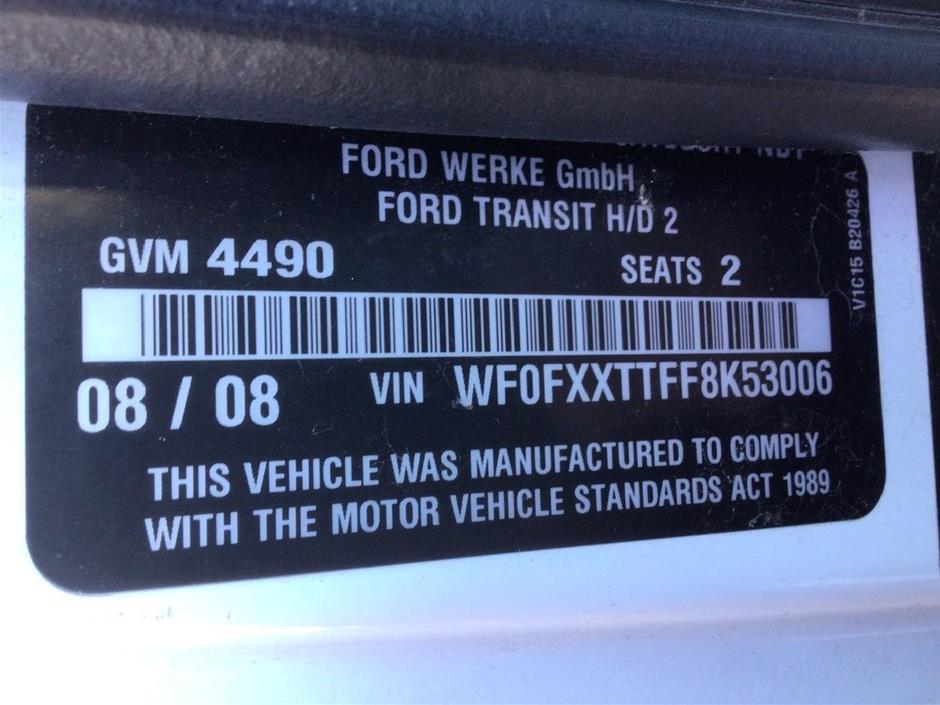 FORD WERKE GmbH
FORD TRANSIT H/D 2
GVM 4490
SEATS 2
08 / 08
VIN WF0FXXTTFF8K53006
THIS VEHICLE WAS MANUFACTURED TO COMPLY
WITH THE MOTOR VEHICLE STANDARDS ACT 1989
V1C15 B20426 A